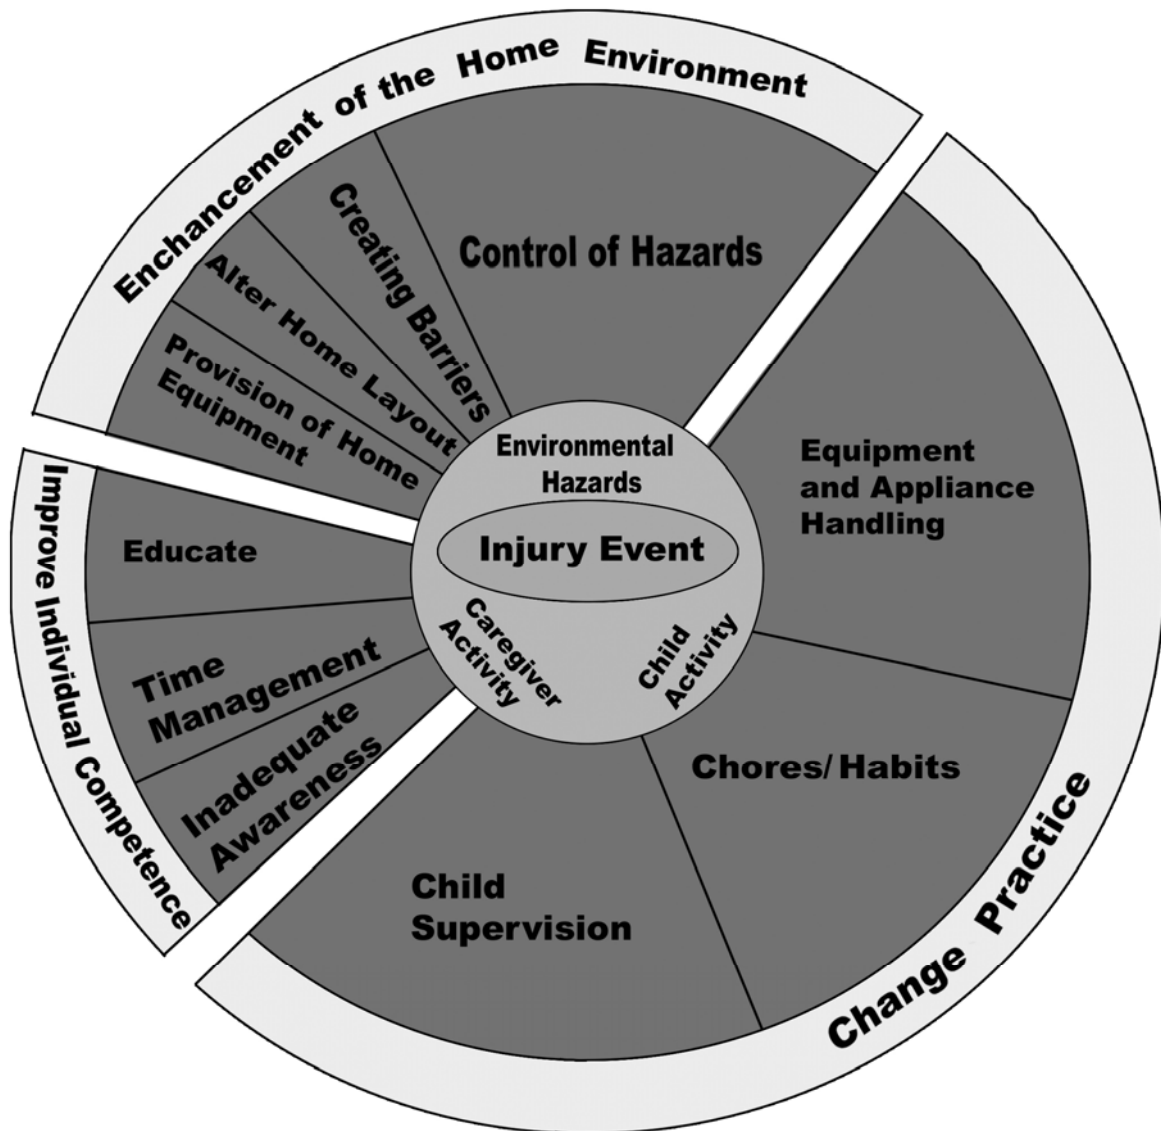 Enchancement of the Home Environment
Control of Hazards
Creating Barriers
Alter Home Layout
Provision of Home
Equipment
Improve Individual Competence
Educate
Time
Management
Inadequate
Awareness
Environmental
Hazards
Injury Event
Caregiver
Activity
Child
Activity
Equipment
and Appliance
Handling
Chores/Habits
Child
Supervision
Change Practice